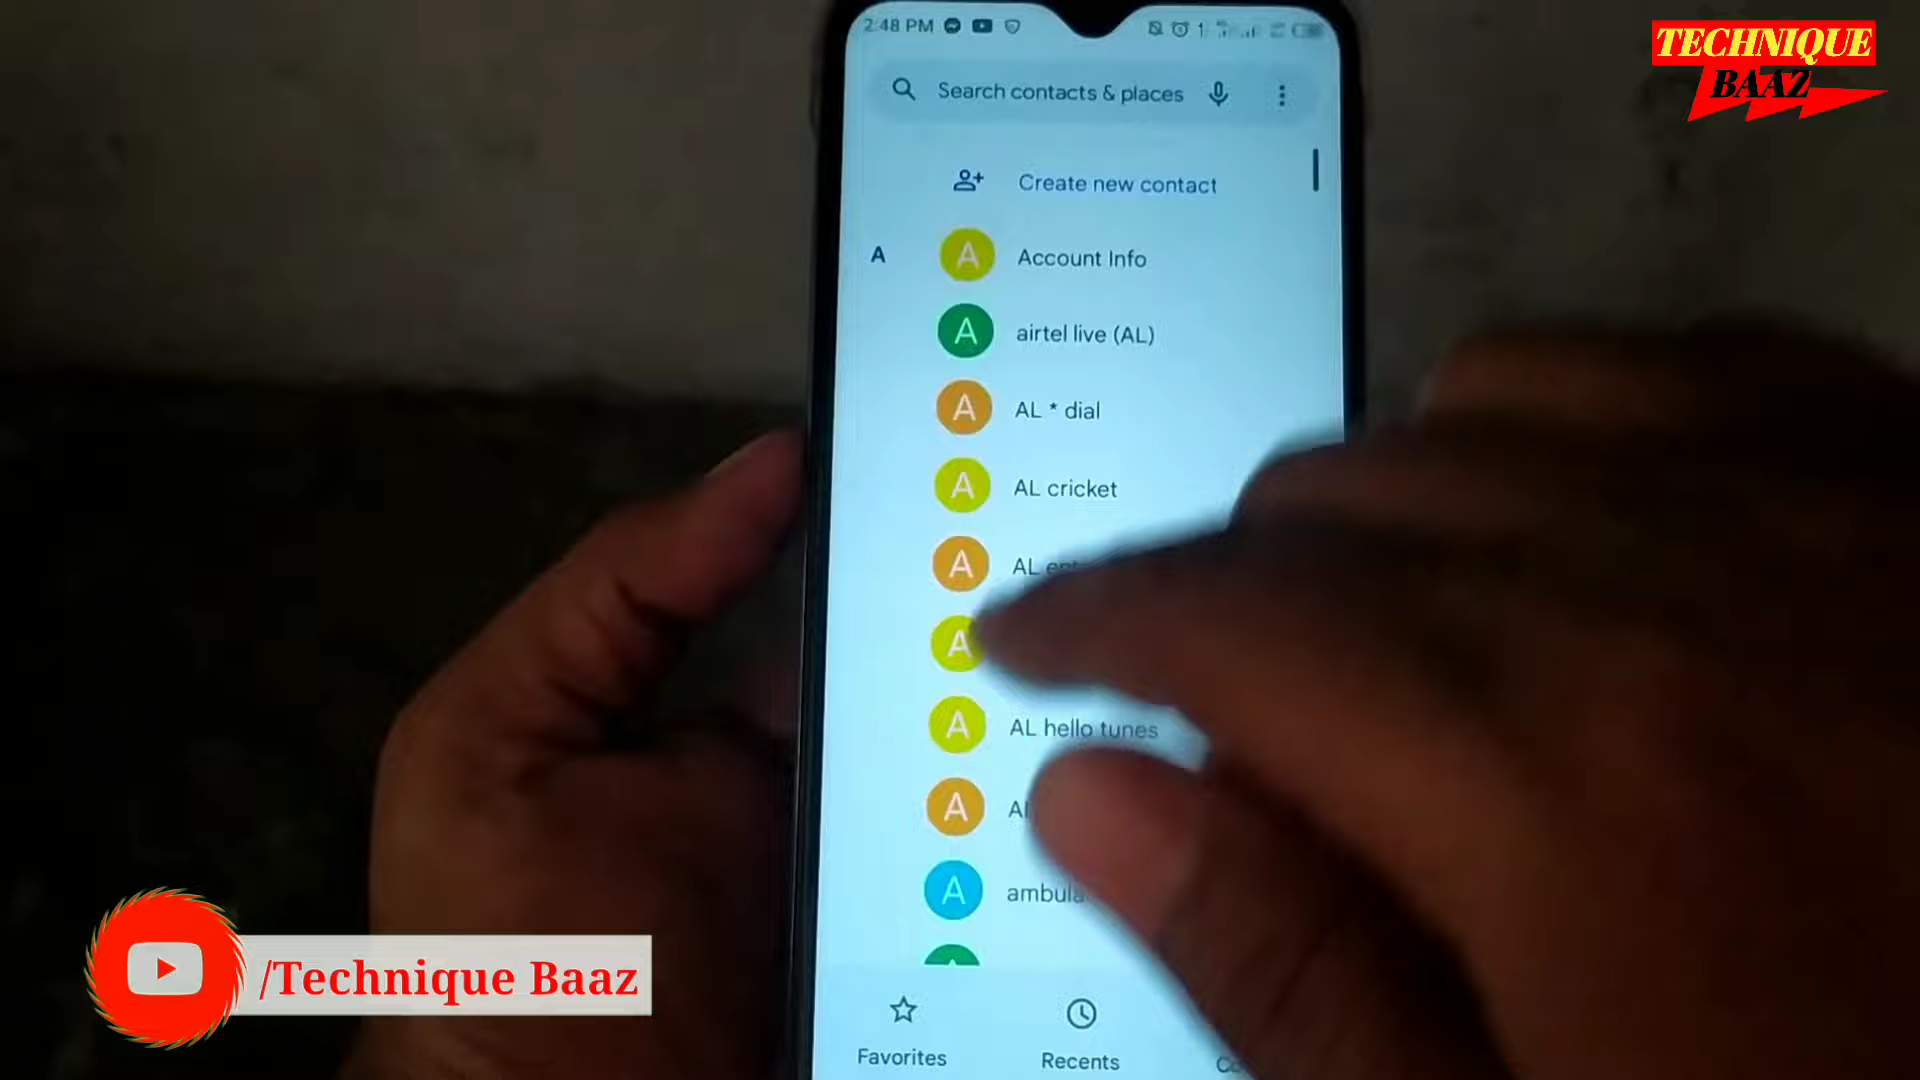 2:48 PM
TECHNIQUE
BAAZ
Search contacts & places
Create new contact
A
A Account Info
A airtel live (AL)
A AL * dial
A AL cricket
A AL
A
A AL hello tunes
A
A
Favorites
Recents
/Technique Baaz